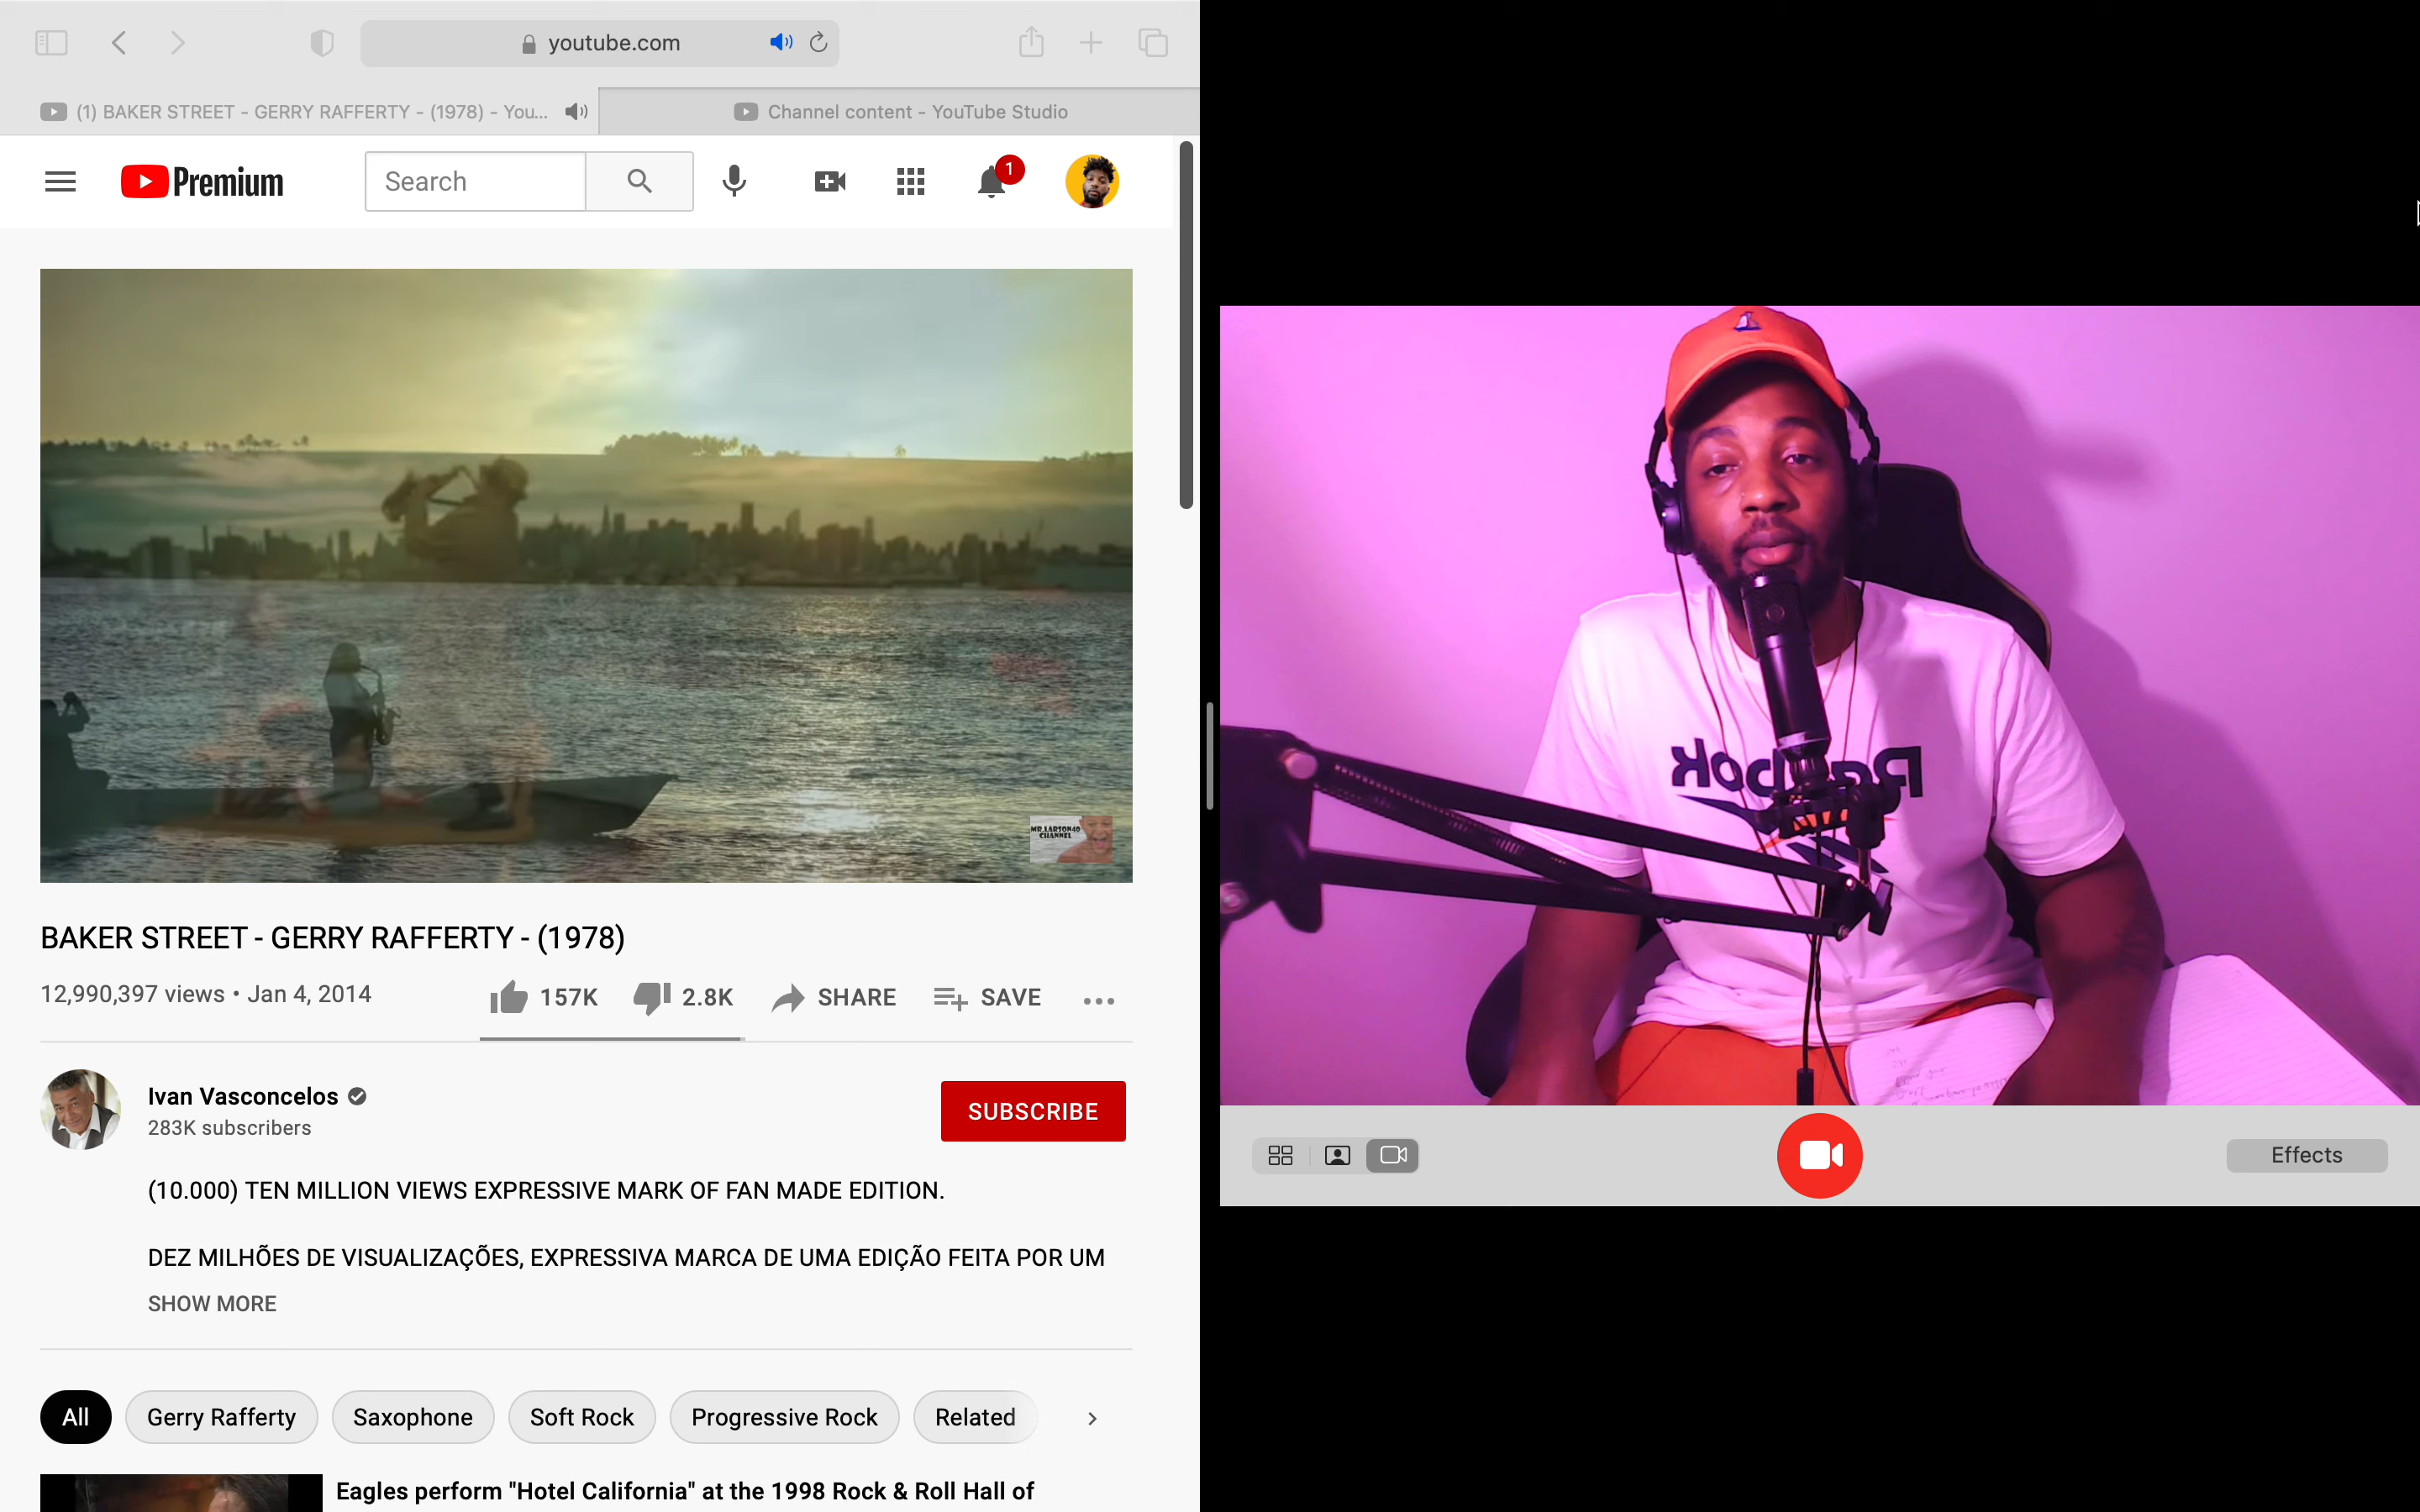 youtube.com
(1) BAKER STREET - GERRY RAFFERTY - (1978) - You...
Channel content - YouTube Studio
Premium
Search
1
MR.LARSON40
CHANNEL
BAKER STREET - GERRY RAFFERTY - (1978)
12,990,397 views • Jan 4, 2014
157K
2.8K
SHARE
SAVE
Ivan Vasconcelos
283K subscribers
SUBSCRIBE
(10.000) TEN MILLION VIEWS EXPRESSIVE MARK OF FAN MADE EDITION.
DEZ MILHÕES DE VISUALIZAÇÕES, EXPRESSIVA MARCA DE UMA EDIÇÃO FEITA POR UM
SHOW MORE
All
Gerry Rafferty
Saxophone
Soft Rock
Progressive Rock
Related
Eagles perform "Hotel California" at the 1998 Rock & Roll Hall of
Reebok
Effects